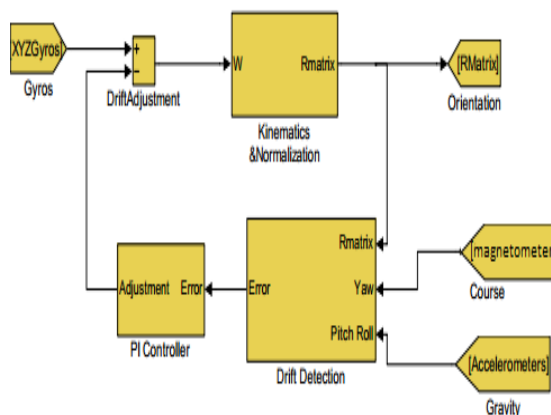 [XYZGyros]
Gyros
+
−
DriftAdjustment
W
Rmatrix
Kinematics
&Normalization
[RMatrix]
Orientation
Rmatrix
Yaw
Pitch Roll
Error
Drift Detection
Adjustment
Error
PI Controller
[magnetometer
Course
[Accelerometers]
Gravity